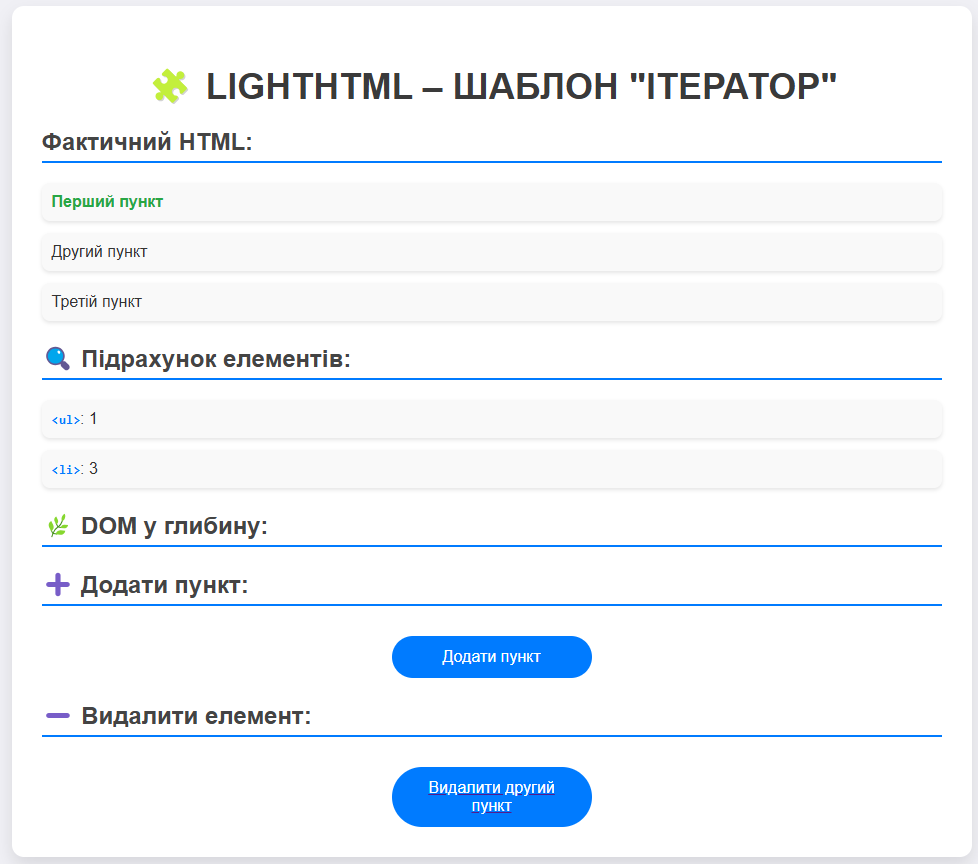 🧩 LIGHTHTML – ШАБЛОН "ІТЕРАТОР"
Фактичний HTML:
Перший пункт
Другий пункт
Третій пункт
🔍 Підрахунок елементів:
<ul>: 1
<li>: 3
🌿 DOM у глибину:
➕ Додати пункт:
Додати пункт
➖ Видалити елемент:
Видалити другий
пункт